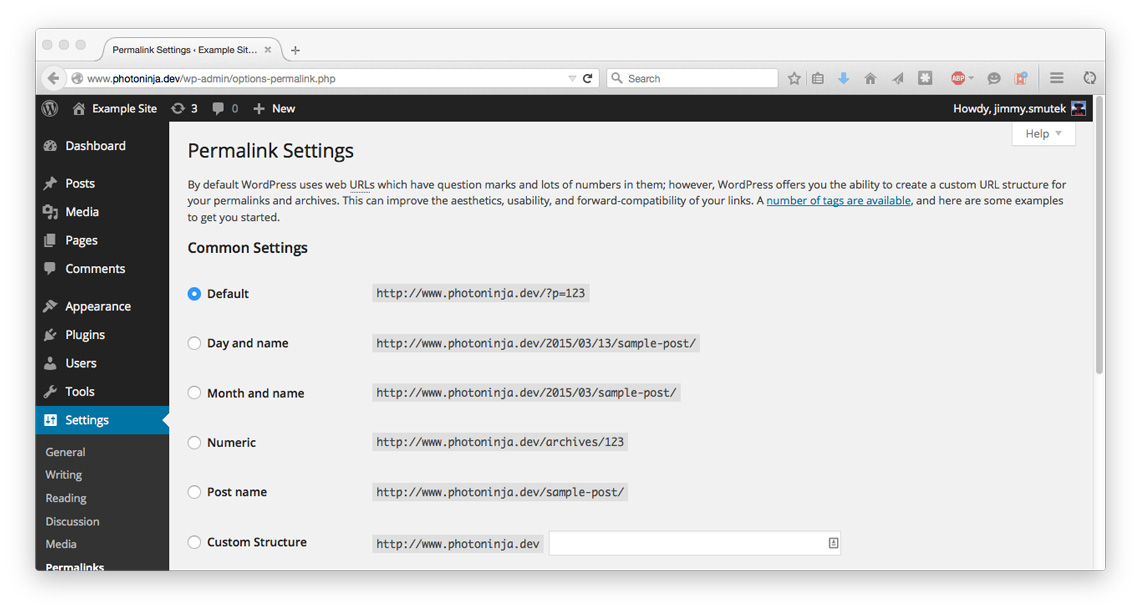 Permalink Settings ‹ Example Sit...
www.photoninja.dev/wp-admin/options-permalink.php
Search
ABP
Example Site
3
0
New
Howdy, jimmy.smutek
Help
Dashboard
Posts
Media
Pages
Comments
Appearance
Plugins
Users
Tools
Settings
General
Writing
Reading
Discussion
Media
Permalinks
Permalink Settings
By default WordPress uses web URLs which have question marks and lots of numbers in them; however, WordPress offers you the ability to create a custom URL structure for
your permalinks and archives. This can improve the aesthetics, usability, and forward-compatibility of your links. A number of tags are available, and here are some examples
to get you started.
Common Settings
Default http://www.photoninja.dev/?p=123
Day and name http://www.photoninja.dev/2015/03/13/sample-post/
Month and name http://www.photoninja.dev/2015/03/sample-post/
Numeric http://www.photoninja.dev/archives/123
Post name http://www.photoninja.dev/sample-post/
Custom Structure http://www.photoninja.dev